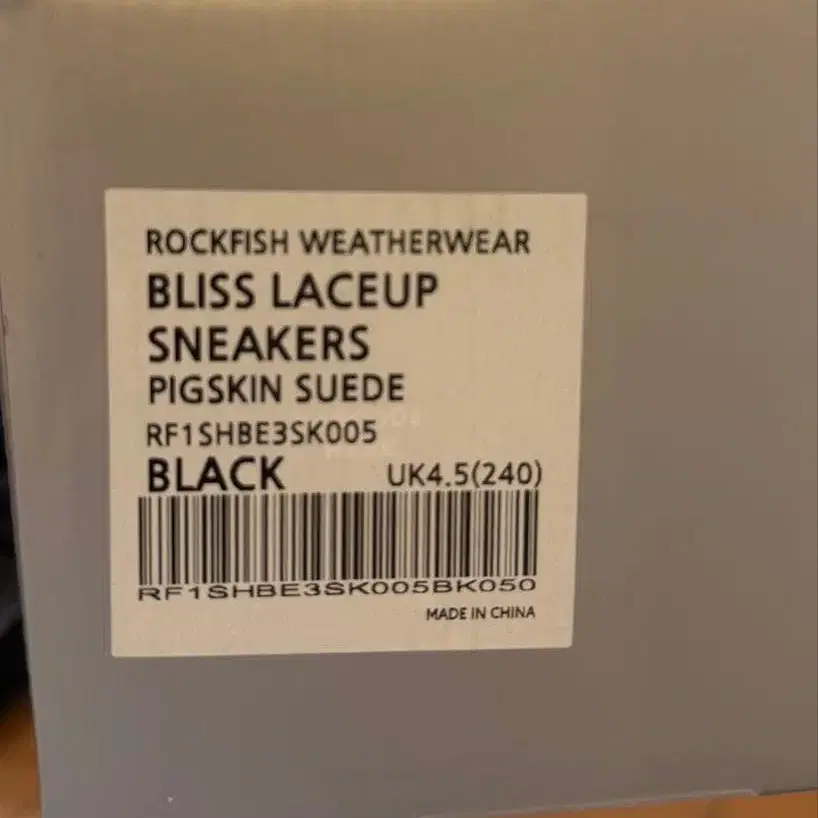 ROCKFISH WEATHERWEAR
BLISS LACEUP
SNEAKERS
PIGSKIN SUEDE
RF1SHBE3SK005
BLACK UK4.5(240)
RF1SHBE3SK005BK050
MADE IN CHINA